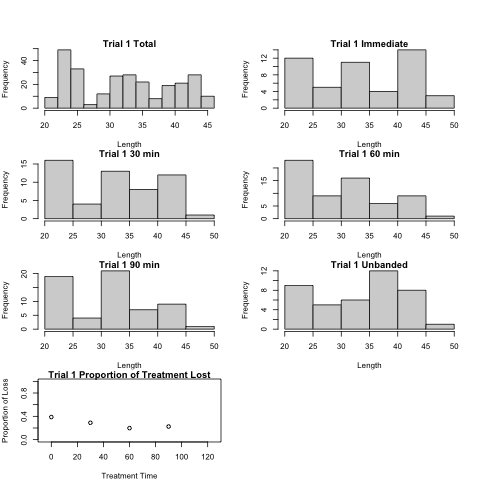 Trial 1 Total
Frequency
0 20 40
20 25 30 35 40 45
Length
Trial 1 Immediate
Frequency
0 4 8 12
20 25 30 35 40 45 50
Length
Trial 1 30 min
Frequency
0 5 10 15
20 25 30 35 40 45 50
Length
Trial 1 60 min
Frequency
0 5 15
20 25 30 35 40 45 50
Length
Trial 1 90 min
Frequency
0 5 10 20
20 25 30 35 40 45 50
Length
Trial 1 Unbanded
Frequency
0 4 8 12
20 25 30 35 40 45 50
Length
Trial 1 Proportion of Treatment Lost
Proportion of Loss
0.0 0.4 0.8
0 20 40 60 80 100 120
Treatment Time